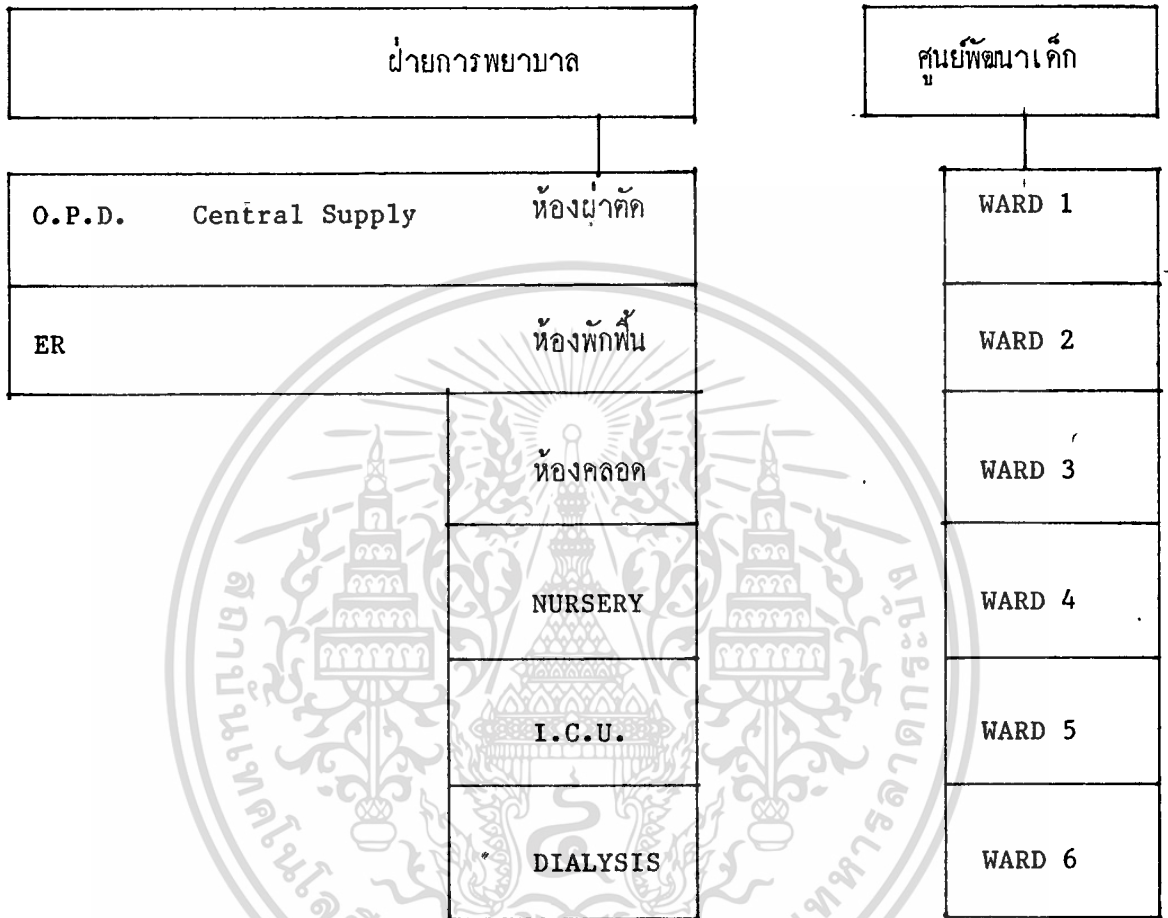 ฝ่ายการพยาบาล
ศูนย์พัฒนาเด็ก
O.P.D. Central Supply ห้องผ่าตัด
WARD 1
ER ห้องพักฟื้น
WARD 2
ห้องคลอด
WARD 3
NURSERY
WARD 4
I.C.U.
WARD 5
DIALYSIS
WARD 6